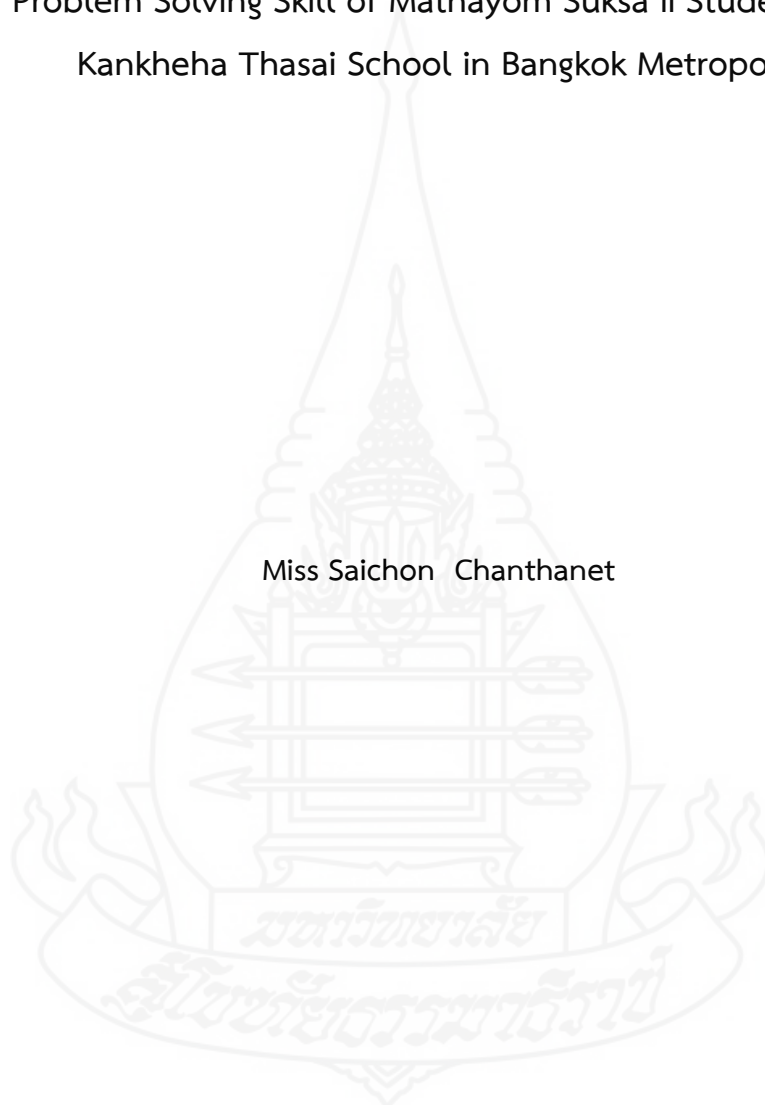 Problem Solving Skill of Mathayom Suksa II Stude
Kankheha Thasai School in Bangkok Metropo
Miss Saichon Chanthanet
มหาวิทยาลัย
สุโขทัยธรรมาธิราช